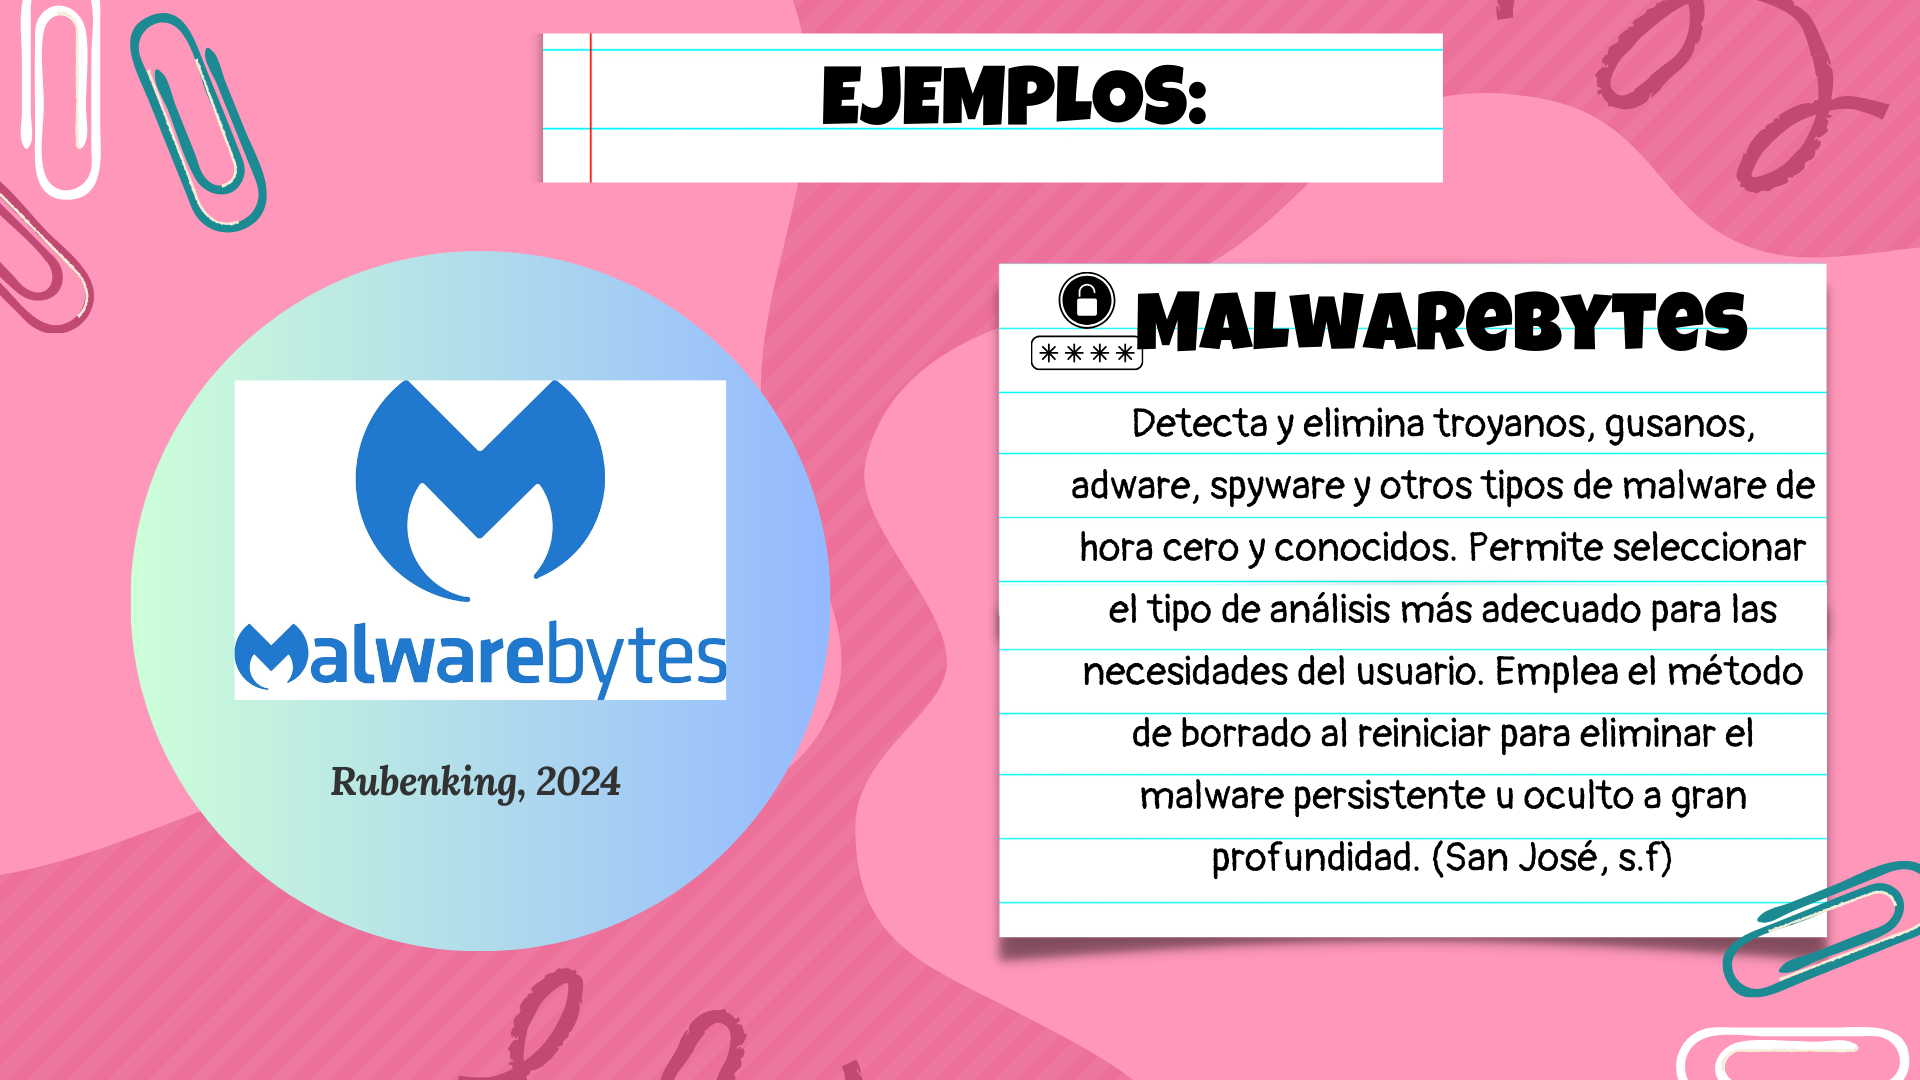 EJEMPLOS:
Malwarebytes
Rubenking, 2024
****
MALWAREBYTES
Detecta y elimina troyanos, gusanos,
adware, spyware y otros tipos de malware de
hora cero y conocidos. Permite seleccionar
el tipo de análisis más adecuado para las
necesidades del usuario. Emplea el método
de borrado al reiniciar para eliminar el
malware persistente u oculto a gran
profundidad. (San José, s.f)